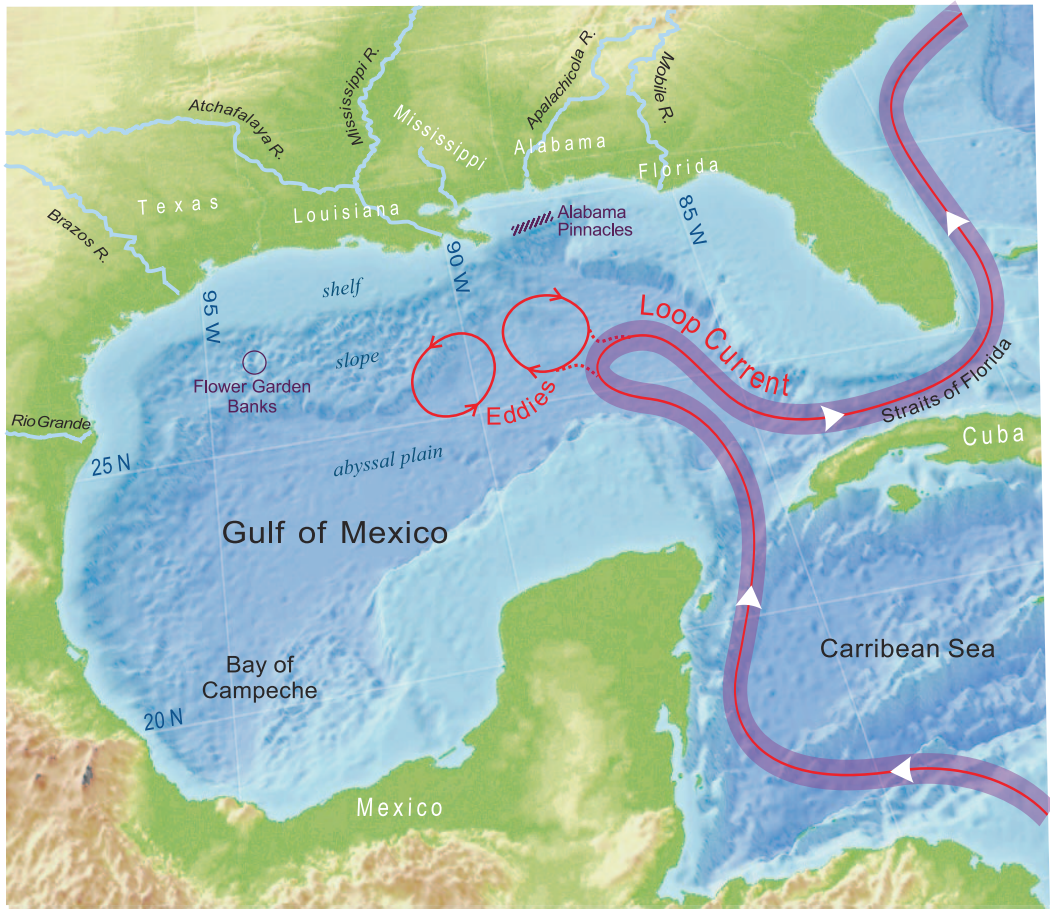 Mississippi R.
Apalachicola R.
Mobile R.
Atchafalaya R.
Mississippi
Alabama
Florida
Texas
Louisiana
Brazos R.
Alabama
Pinnacles
85 W
90 W
95 W
shelf
Loop Current
slope
Flower Garden
Banks
Eddies
Straits of Florida
Rio Grande
Cuba
25 N
abyssal plain
Gulf of Mexico
Carribean Sea
Bay of
Campeche
20 N
Mexico